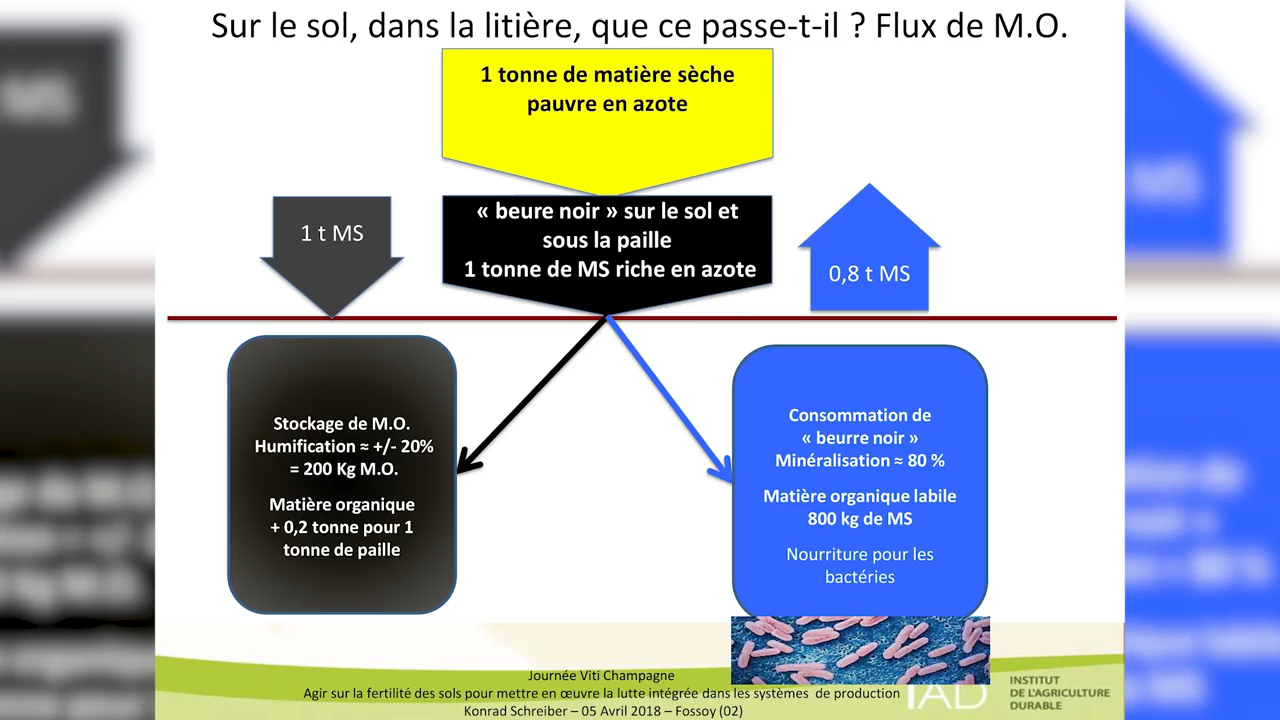 Sur le sol, dans la litière, que ce passe-t-il ? Flux de M.O.
1 tonne de matière sèche
pauvre en azote
« beure noir » sur le sol et
sous la paille
1 tonne de MS riche en azote
1 t MS
0,8 t MS
Stockage de M.O.
Humification ≈ +/- 20%
= 200 Kg M.O.
Matière organique
+ 0,2 tonne pour 1
tonne de paille
Consommation de
« beurre noir »
Minéralisation ≈ 80 %
Matière organique labile
800 kg de MS
Nourriture pour les
bactéries
Journée Viti Champagne
Agir sur la fertilité des sols pour mettre en œuvre la lutte intégrée dans les systèmes de production
Konrad Schreiber – 05 Avril 2018 – Fossoy (02)
IAD
INSTITUT
DE L'AGRICULTURE
DURABLE